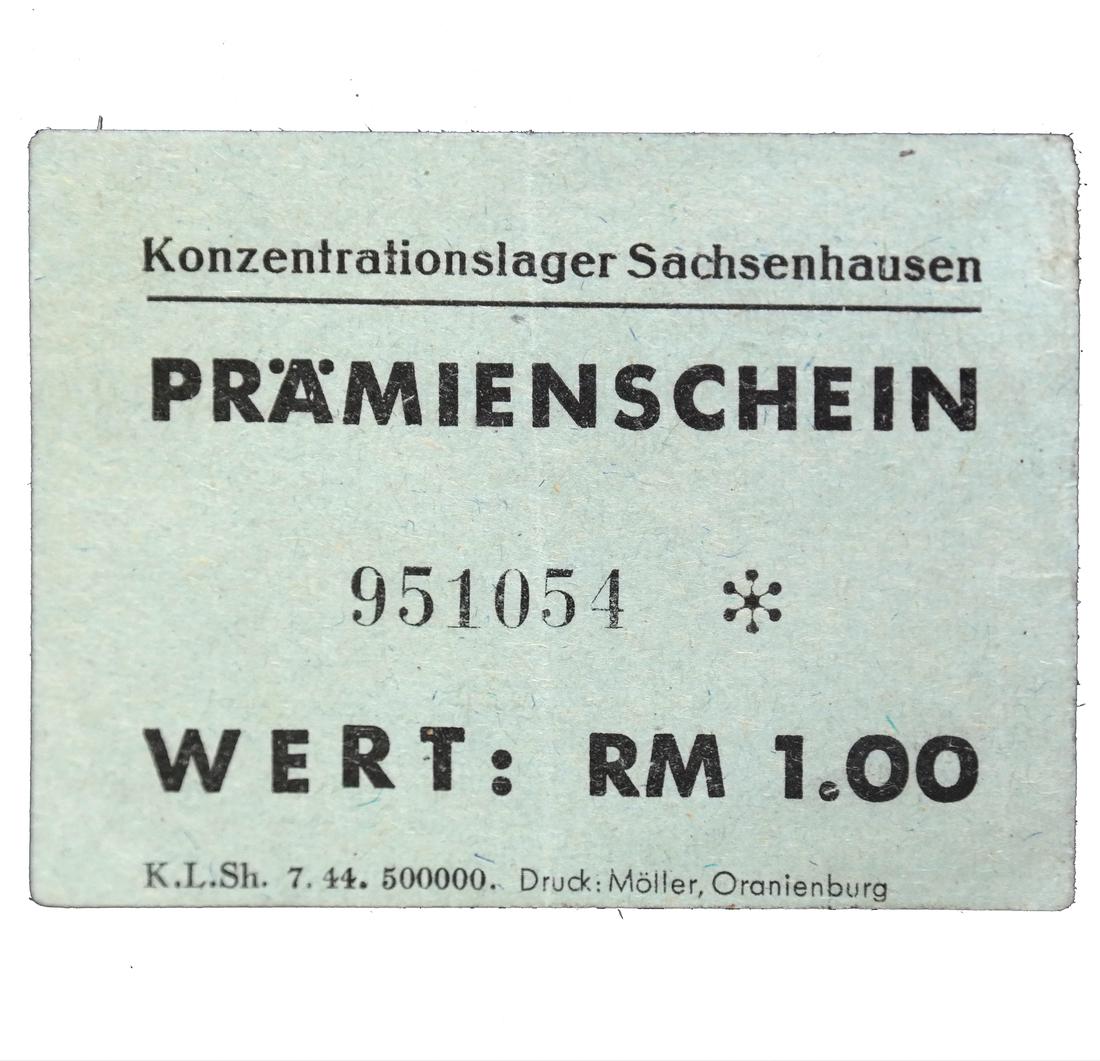 Konzentrationslager Sachsenhausen
PRÄMIENSCHEIN
951054 *
WERT: RM 1.00
K.L.Sh. 7. 44. 500000. Druck: Möller, Oranienburg